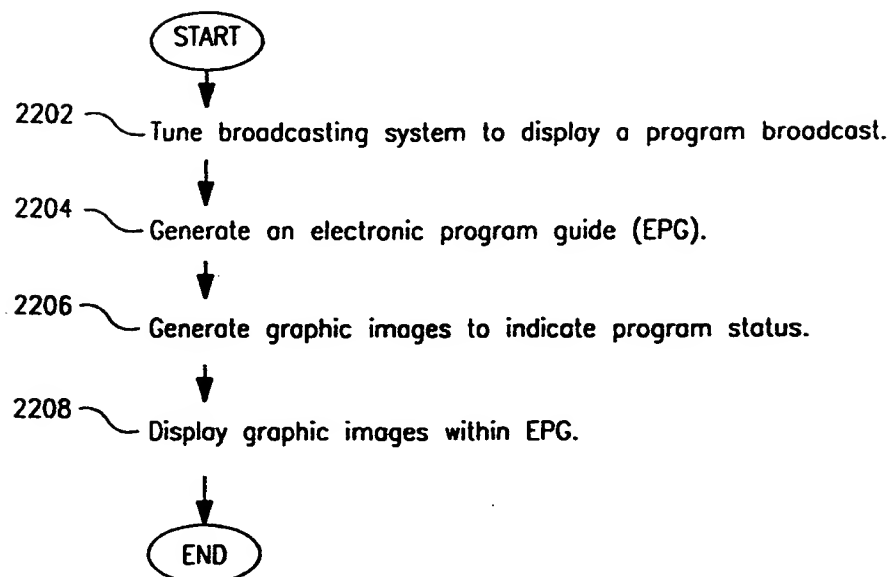 START
2202
Tune broadcasting system to display a program broadcast.
2204
Generate an electronic program guide (EPG).
2206
Generate graphic images to indicate program status.
2208
Display graphic images within EPG.
END